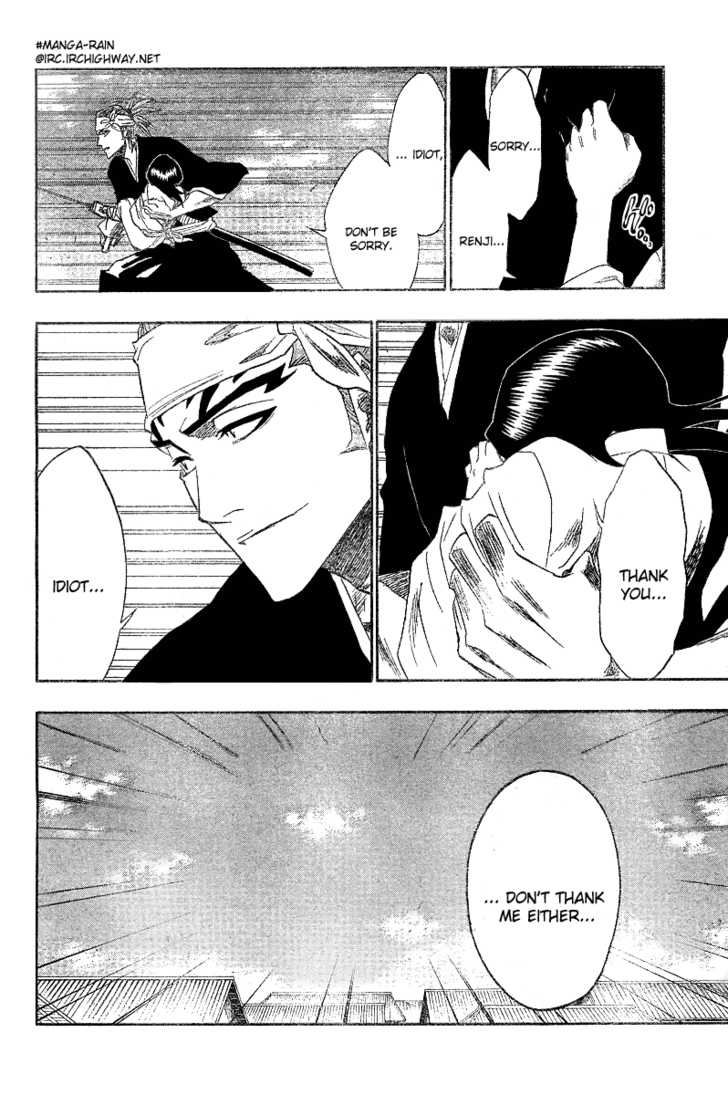 #MANGA-RAIN
@IRC.IRCHIGHWAY.NET
SORRY...
RENJI...
... IDIOT,
DON'T BE
SORRY.
THANK
YOU...
IDIOT...
... DON'T THANK
ME EITHER...